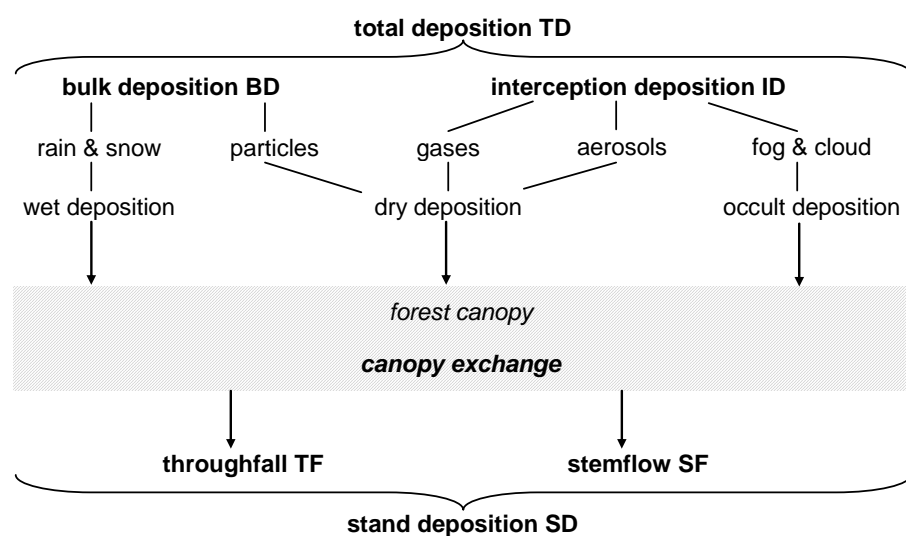 total deposition TD
bulk deposition BD interception deposition ID
rain & snow particles gases aerosols fog & cloud
wet deposition dry deposition occult deposition
forest canopy
canopy exchange
throughfall TF stemflow SF
stand deposition SD